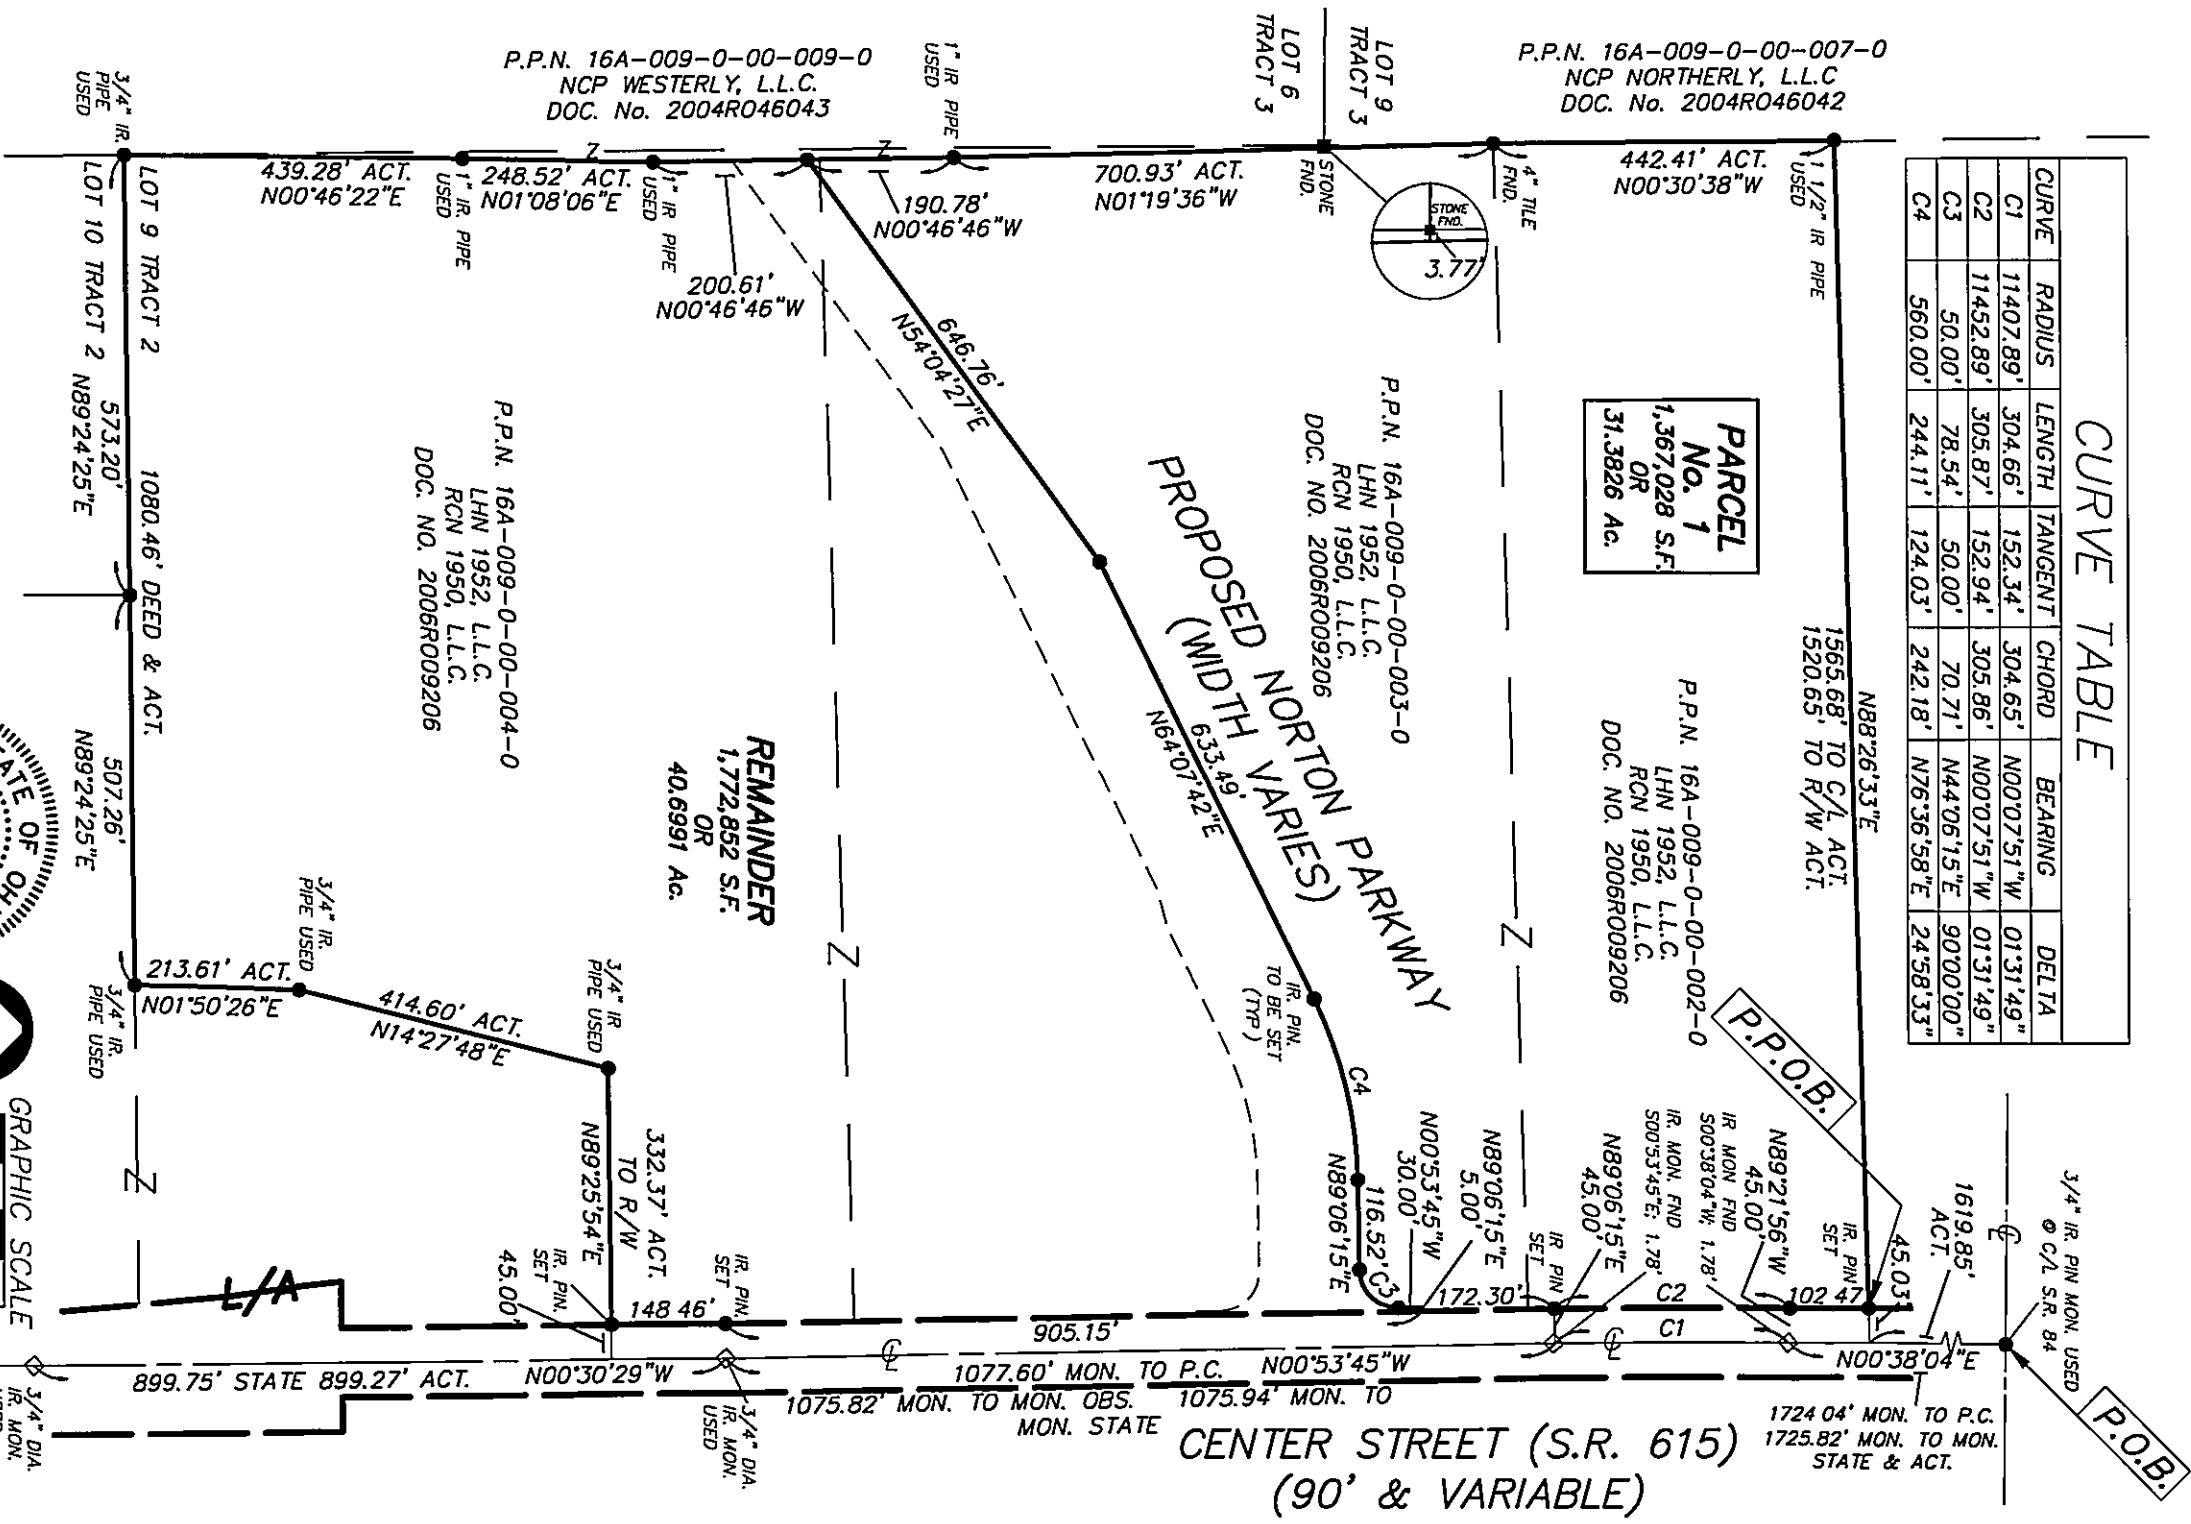 P.P.N. 16A-009-0-00-009-0
NCP WESTERLY, L.L.C.
DOC. No. 2004R046043
P.P.N. 16A-009-0-00-007-0
NCP NORTHERLY, L.L.C
DOC. No. 2004R046042
LOT 9
TRACT 3
LOT 6
TRACT 3
3/4" IR.
PIPE
USED
439.28' ACT.
N00°46'22"E
1" IR. PIPE
USED
248.52' ACT.
N01°08'06"E
1" IR PIPE
USED
Z
200.61'
N00°46'46"W
Z
190.78'
N00°46'46"W
1" IR PIPE
USED
700.93' ACT.
N01°19'36"W
STONE
FND.
STONE
FND.
3.77'
4" TILE
FND.
442.41' ACT.
N00°30'38"W
1 1/2" IR PIPE
USED
CURVE TABLE
CURVE RADIUS LENGTH TANGENT CHORD BEARING DELTA
C1 11407.89' 304.66' 152.34' 304.65' N00°07'51"W 01°31'49"
C2 11452.89' 305.87' 152.94' 305.86' N00°07'51"W 01°31'49"
C3 50.00' 78.54' 50.00' 70.71' N44°06'15"E 90°00'00"
C4 560.00' 244.11' 124.03' 242.18' N76°36'58"E 24°58'33"
N88°26'33"E
1565.68' TO C/L ACT.
1520.65' TO R/W ACT.
PARCEL
No. 1
1,367,028 S.F.
OR
31.3826 Ac.
P.P.N. 16A-009-0-00-002-0
LHN 1952, L.L.C.
RCN 1950, L.L.C.
DOC. NO. 2006R009206
P.P.N. 16A-009-0-00-003-0
LHN 1952, L.L.C.
RCN 1950, L.L.C.
DOC. NO. 2006R009206
PROPOSED NORTON PARKWAY
(WIDTH VARIES)
646.76'
N54°04'27"E
633.49'
N64°07'42"E
IR. PIN.
TO BE SET
(TYP)
C4
116.52'
N89°06'15"E
C3
N00°53'45"W
30.00'
N89°06'15"E
5.00'
172.30'
Z
Z
LOT 9 TRACT 2
LOT 10 TRACT 2
573.20'
N89°24'25"E
1080.46' DEED & ACT.
507.26'
N89°24'25"E
P.P.N. 16A-009-0-00-004-0
LHN 1952, L.L.C.
RCN 1950, L.L.C.
DOC. NO. 2006R009206
REMAINDER
1,772,852 S.F.
OR
40.6991 Ac.
213.61' ACT.
N01°50'26"E
3/4" IR.
PIPE USED
3/4" IR.
PIPE USED
414.60' ACT.
N14°27'48"E
3/4" IR
PIPE USED
332.37' ACT.
TO R/W
N89°25'54"E
Z
IR. PIN.
SET
45.00'
148.46'
IR. PIN.
SET
905.15'
IR PIN
SET
N89°06'15"E
45.00'
IR. MON. FND
S00°53'45"E; 1.78'
IR MON FND
S00°38'04"W; 1.78'
N89°21'56"W
45.00'
C2
C1
102.47'
IR. PIN
SET
45.03'
P.P.O.B.
1619.85'
ACT.
3/4" IR. PIN MON. USED
@ C/L S.R. 84
P.O.B.
N00°38'04"E
1724.04' MON. TO P.C.
1725.82' MON. TO MON.
STATE & ACT.
L/A
899.75' STATE 899.27' ACT.
N00°30'29"W
3/4" DIA.
IR. MON.
USED
3/4" DIA.
IR. MON.
1077.60' MON. TO P.C.
N00°53'45"W
1075.82' MON. TO MON. OBS.
1075.94' MON. TO
MON. STATE
CENTER STREET (S.R. 615)
(90' & VARIABLE)
GRAPHIC SCALE